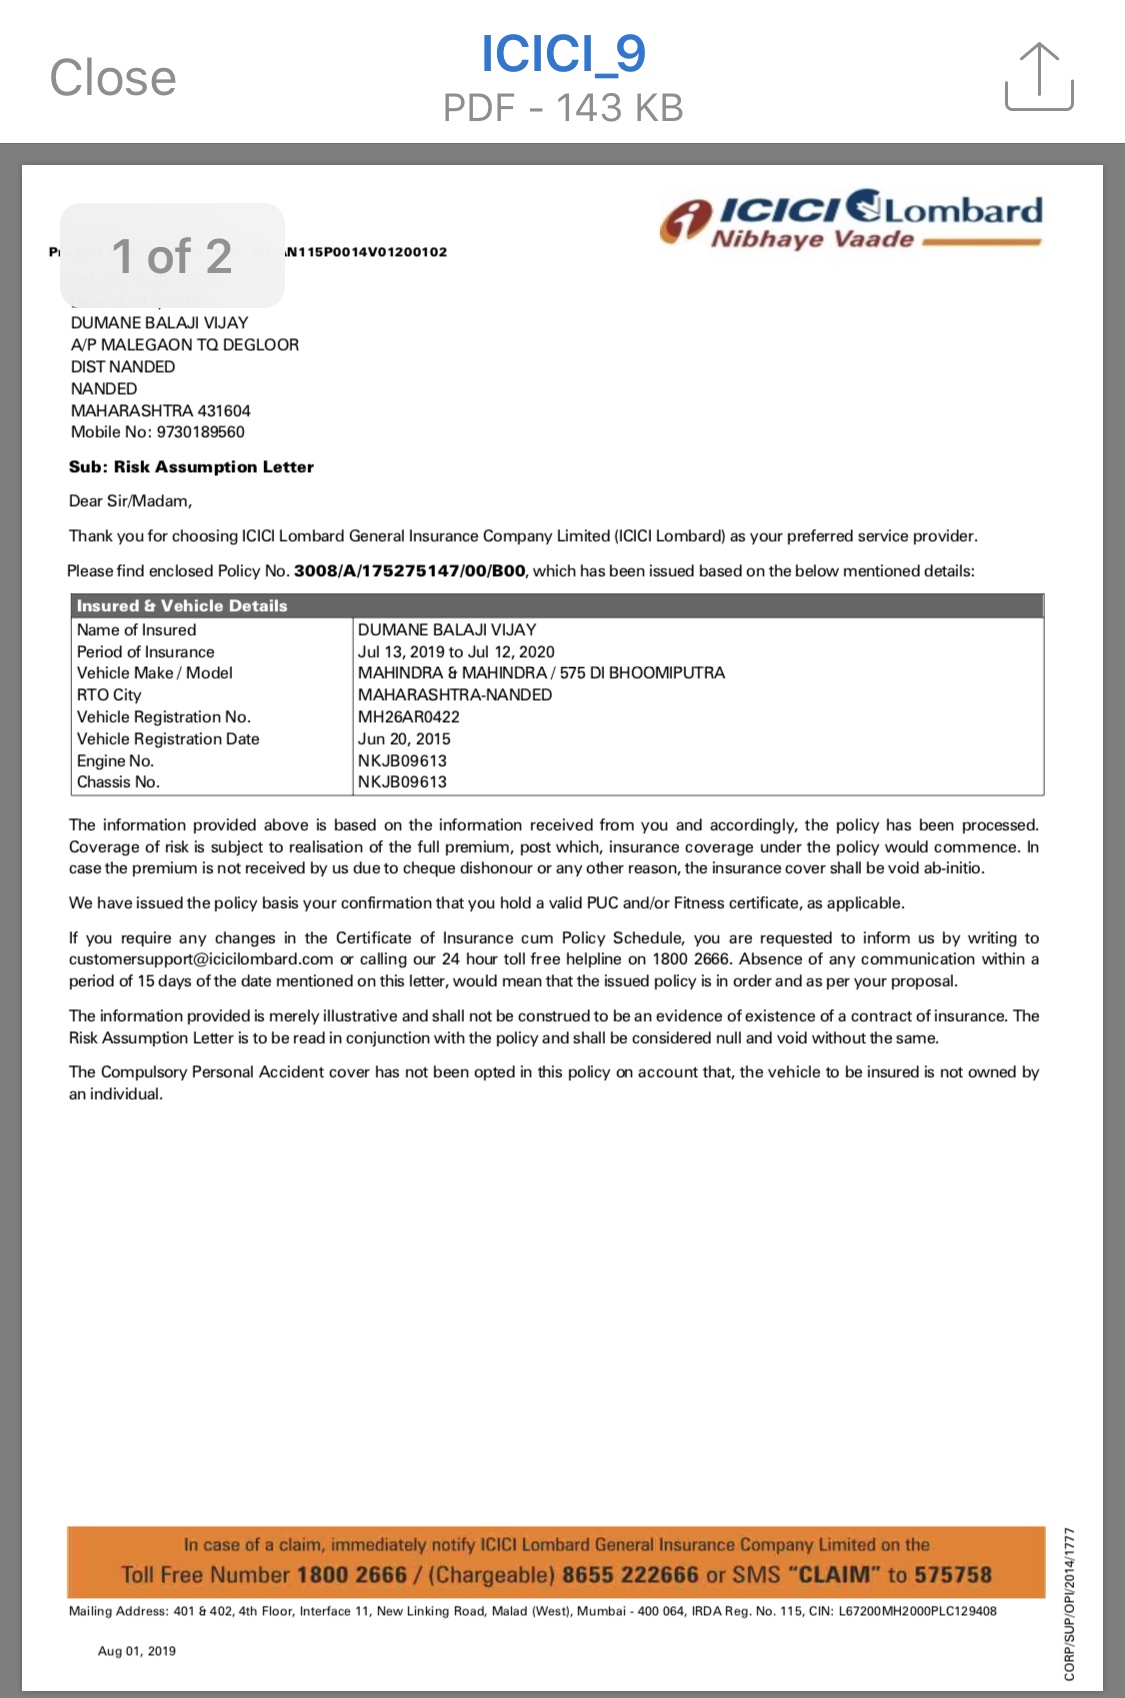 Close
ICICI_9
PDF - 143 KB
ICICI Lombard
Nibhaye Vaade
1 of 2
N115P0014V01200102
DUMANE BALAJI VIJAY
A/P MALEGAON TQ DEGLOOR
DIST NANDED
NANDED
MAHARASHTRA 431604
Mobile No: 9730189560
Sub: Risk Assumption Letter
Dear Sir/Madam,
Thank you for choosing ICICI Lombard General Insurance Company Limited (ICICI Lombard) as your preferred service provider.
Please find enclosed Policy No. 3008/A/175275147/00/B00, which has been issued based on the below mentioned details:
Insured & Vehicle Details
Name of Insured DUMANE BALAJI VIJAY
Period of Insurance Jul 13, 2019 to Jul 12, 2020
Vehicle Make / Model MAHINDRA & MAHINDRA / 575 DI BHOOMIPUTRA
RTO City MAHARASHTRA-NANDED
Vehicle Registration No. MH26AR0422
Vehicle Registration Date Jun 20, 2015
Engine No. NKJB09613
Chassis No. NKJB09613
The information provided above is based on the information received from you and accordingly, the policy has been processed.
Coverage of risk is subject to realisation of the full premium, post which, insurance coverage under the policy would commence. In
case the premium is not received by us due to cheque dishonour or any other reason, the insurance cover shall be void ab-initio.
We have issued the policy basis your confirmation that you hold a valid PUC and/or Fitness certificate, as applicable.
If you require any changes in the Certificate of Insurance cum Policy Schedule, you are requested to inform us by writing to
customersupport@icicilombard.com or calling our 24 hour toll free helpline on 1800 2666. Absence of any communication within a
period of 15 days of the date mentioned on this letter, would mean that the issued policy is in order and as per your proposal.
The information provided is merely illustrative and shall not be construed to be an evidence of existence of a contract of insurance. The
Risk Assumption Letter is to be read in conjunction with the policy and shall be considered null and void without the same.
The Compulsory Personal Accident cover has not been opted in this policy on account that, the vehicle to be insured is not owned by
an individual.
In case of a claim, immediately notify ICICI Lombard General Insurance Company Limited on the
Toll Free Number 1800 2666 / (Chargeable) 8655 222666 or SMS "CLAIM" to 575758
Mailing Address: 401 & 402, 4th Floor, Interface 11, New Linking Road, Malad (West), Mumbai - 400 064, IRDA Reg. No. 115, CIN: L67200MH2000PLC129408
Aug 01, 2019
CORP/SUP/OPI/2014/1777